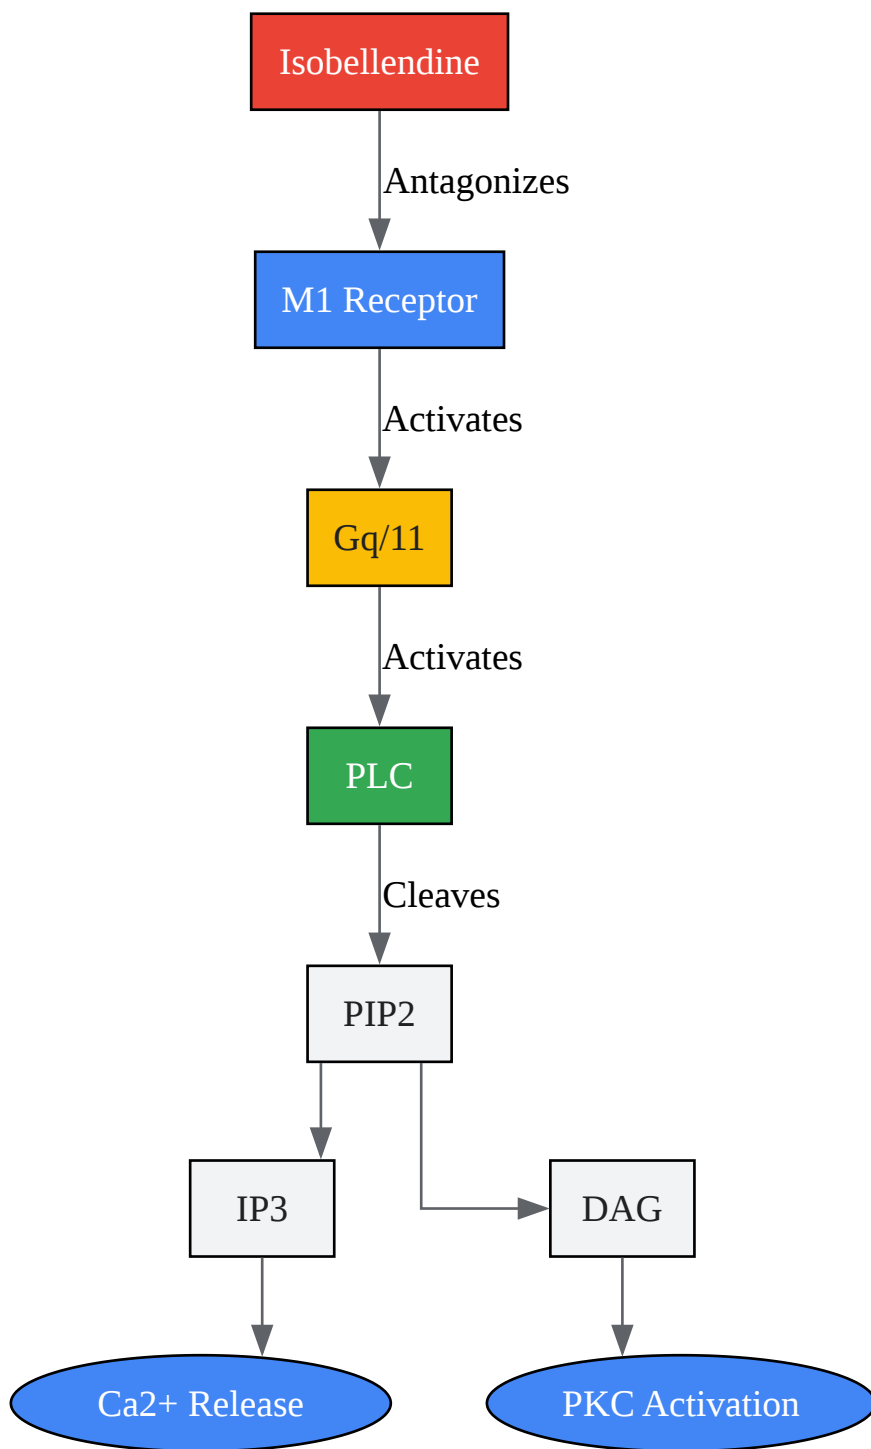 Isobellendine
Antagonizes
M1 Receptor
Activates
Gq/11
Activates
PLC
Cleaves
PIP2
IP3
DAG
Ca2+ Release
PKC Activation